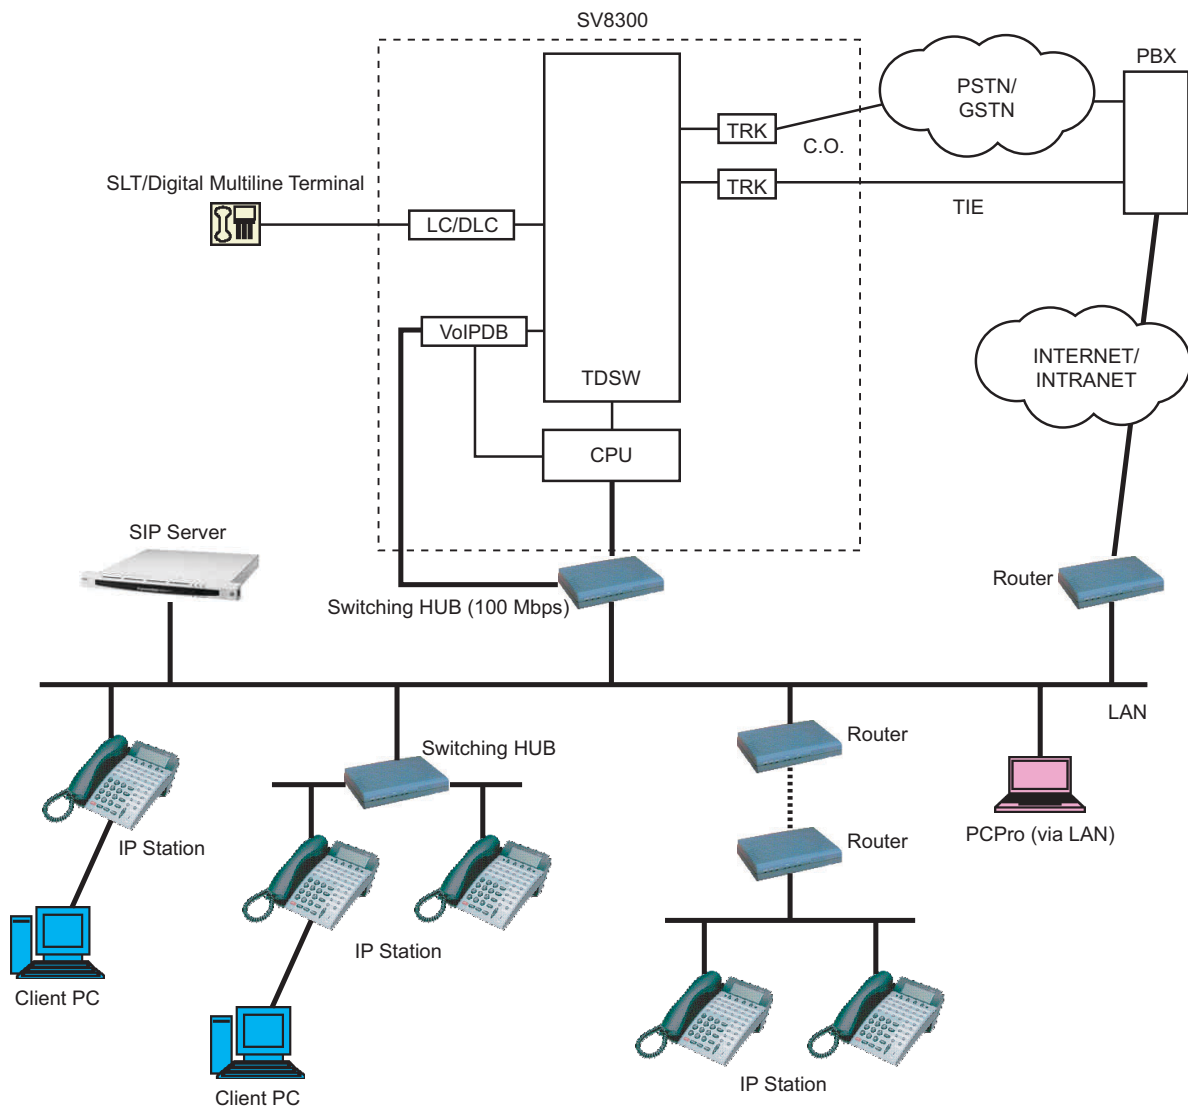 SV8300
PBX
PSTN/
GSTN
TRK
C.O.
SLT/Digital Multiline Terminal
TRK
TIE
LC/DLC
VoIPDB
INTERNET/
INTRANET
TDSW
CPU
SIP Server
Router
Switching HUB (100 Mbps)
LAN
Router
Switching HUB
PCPro (via LAN)
Router
IP Station
IP Station
Client PC
IP Station
Client PC